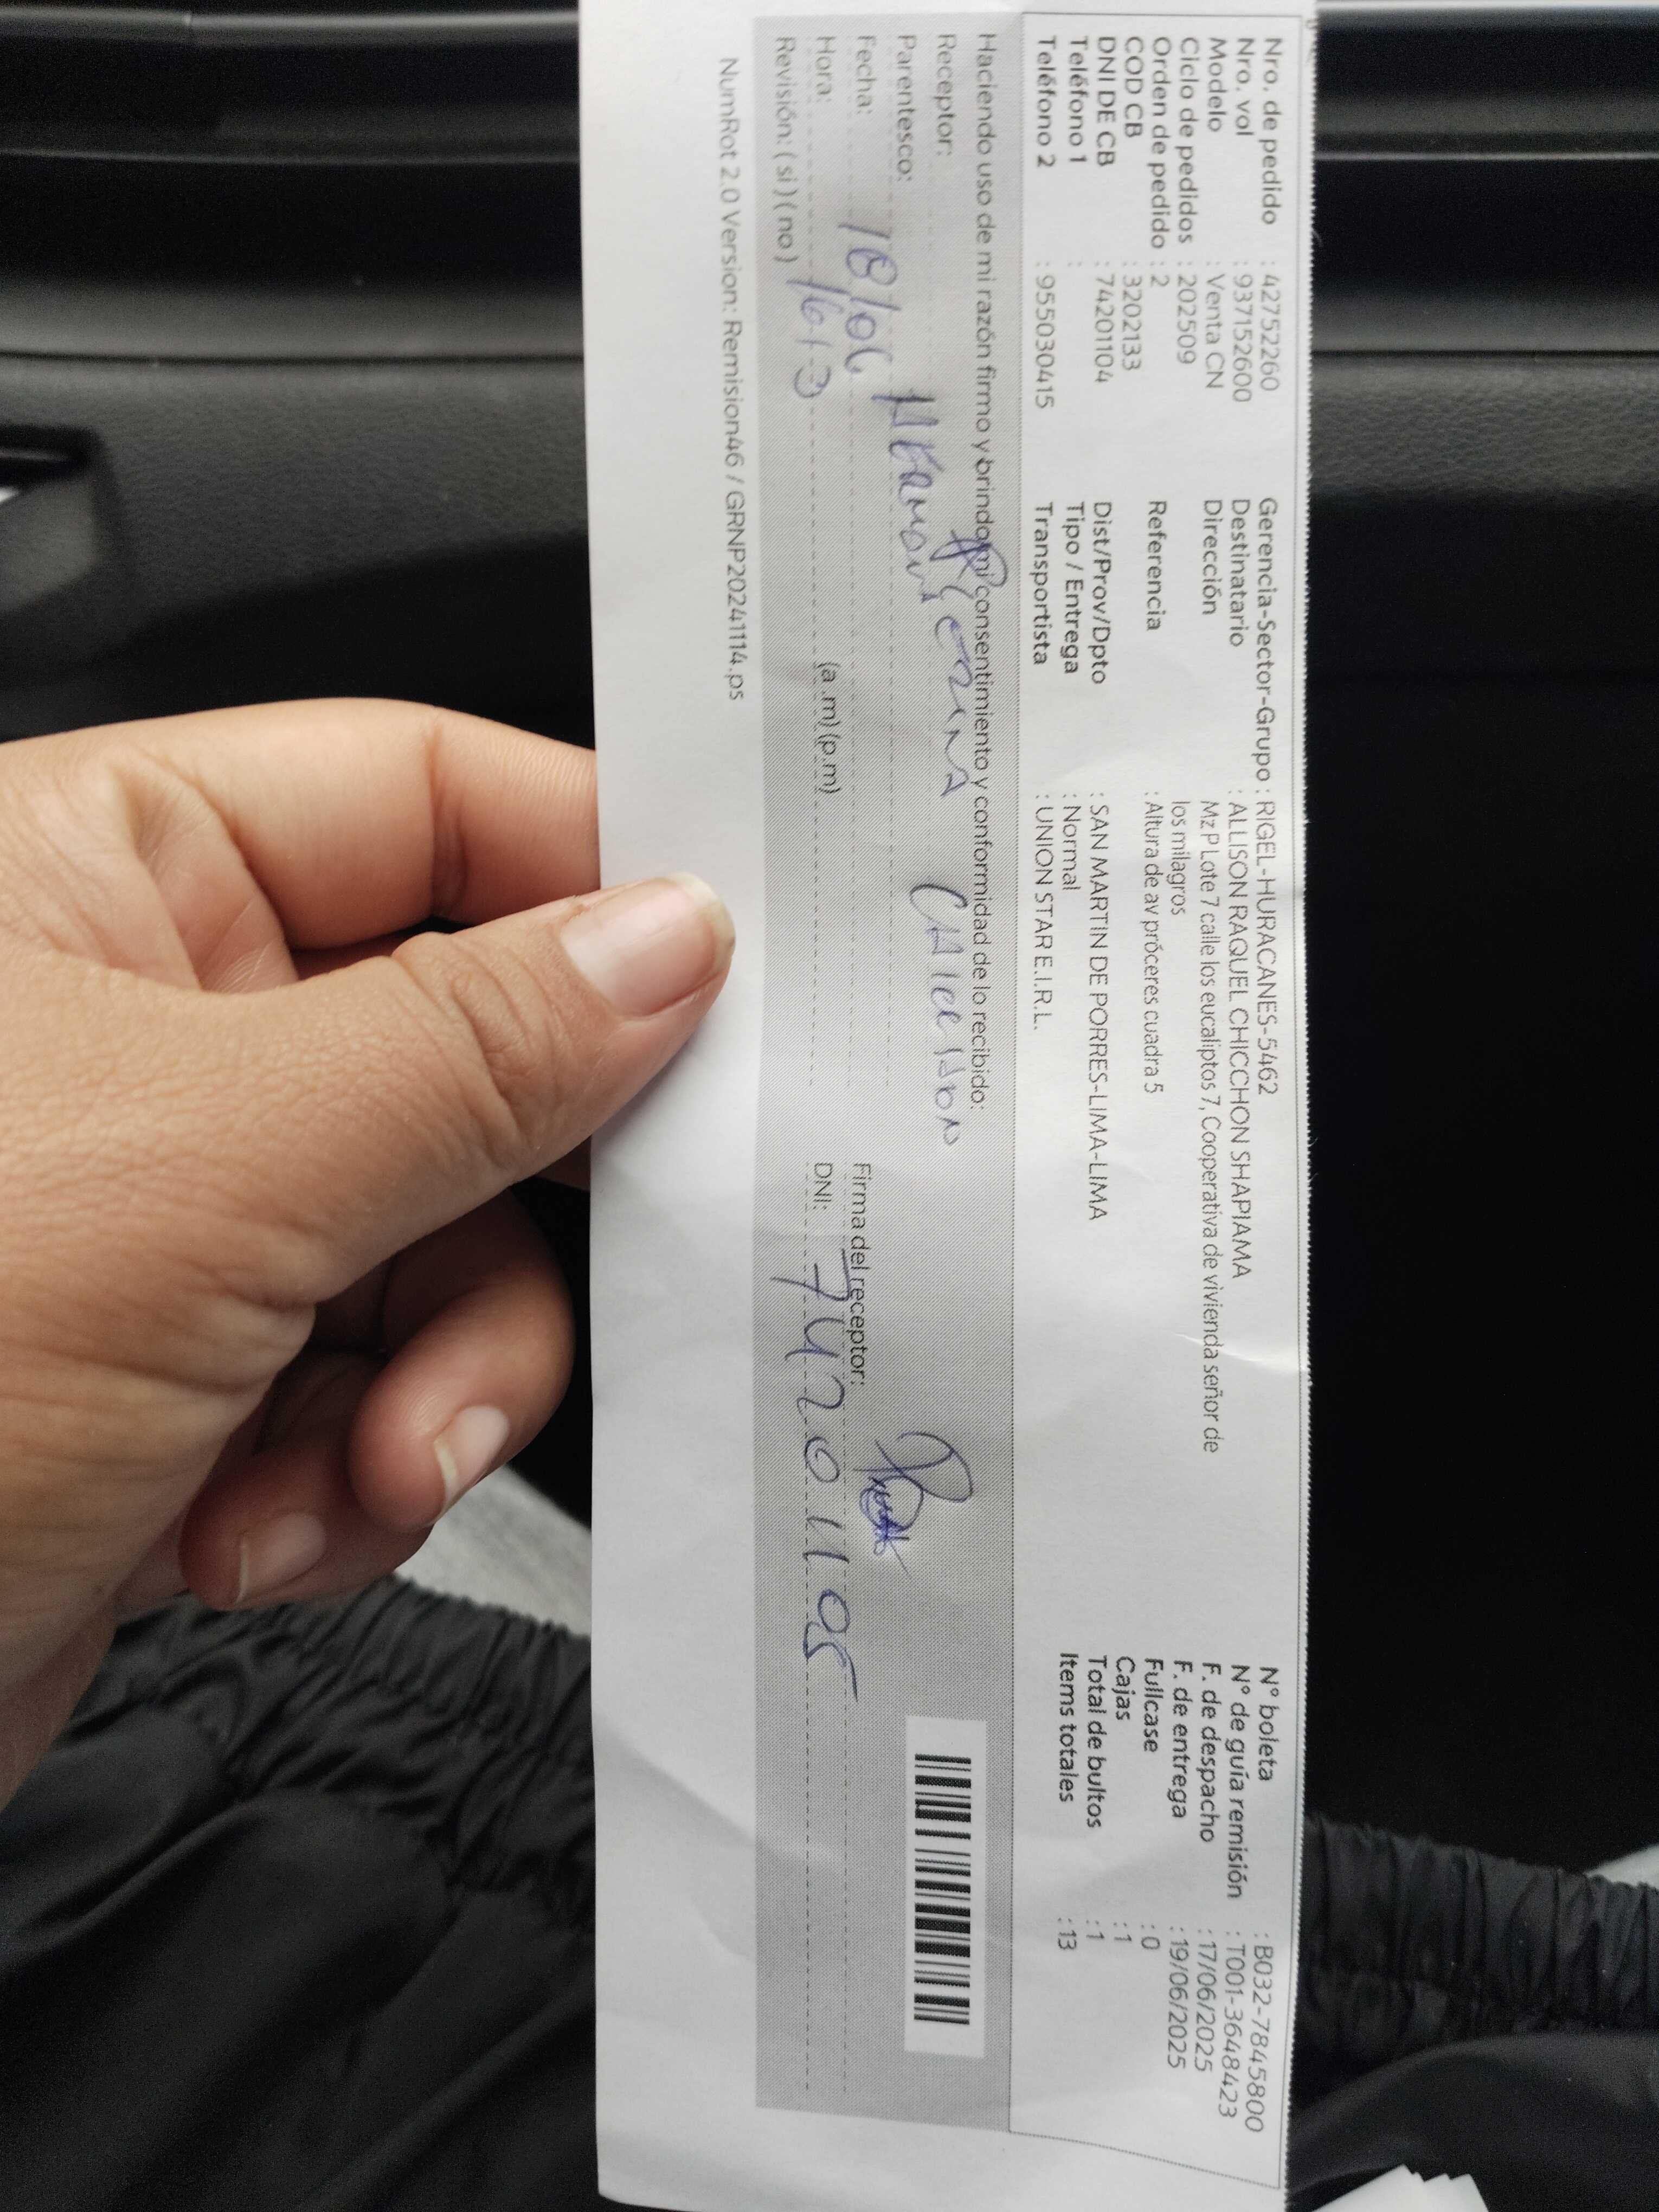 Nro. de pedido : 42752260
Nro. vol : 937152600
Modelo : Venta CN
Ciclo de pedidos : 202509
Orden de pedido : 2
COD CB : 3202133
DNI DE CB : 74201104
Teléfono 1 :
Teléfono 2 : 955030415
Gerencia-Sector-Grupo : RIGEL-HURACANES-5462
Destinatario : ALLISON RAQUEL CHICCHON SHAPIAMA
Dirección Mz P Lote 7 calle los eucaliptos 7, Cooperativa de vivienda señor de
los milagros
Referencia : Altura de av próceres cuadra 5
Dist/Prov/Dpto : SAN MARTIN DE PORRES-LIMA-LIMA
Tipo / Entrega : Normal
Transportista : UNION STAR E.I.R.L.
N° boleta : B032-7845800
N° de guía remisión : T001-3648423
F. de despacho : 17/06/2025
F. de entrega : 19/06/2025
Fullcase : 0
Cajas : 1
Total de bultos : 1
Items totales : 13
Haciendo uso de mi razón firmo y brindo mi consentimiento y conformidad de lo recibido:
Receptor:
Parentesco: Hermana
Fecha: 18/06
Hora: 16:13 (a.m) (p.m)
Revisión: ( si ) ( no )
Firma del receptor:
DNI: 74201105
NumRot 2.0 Version: Remision46 / GRNP20241114.ps